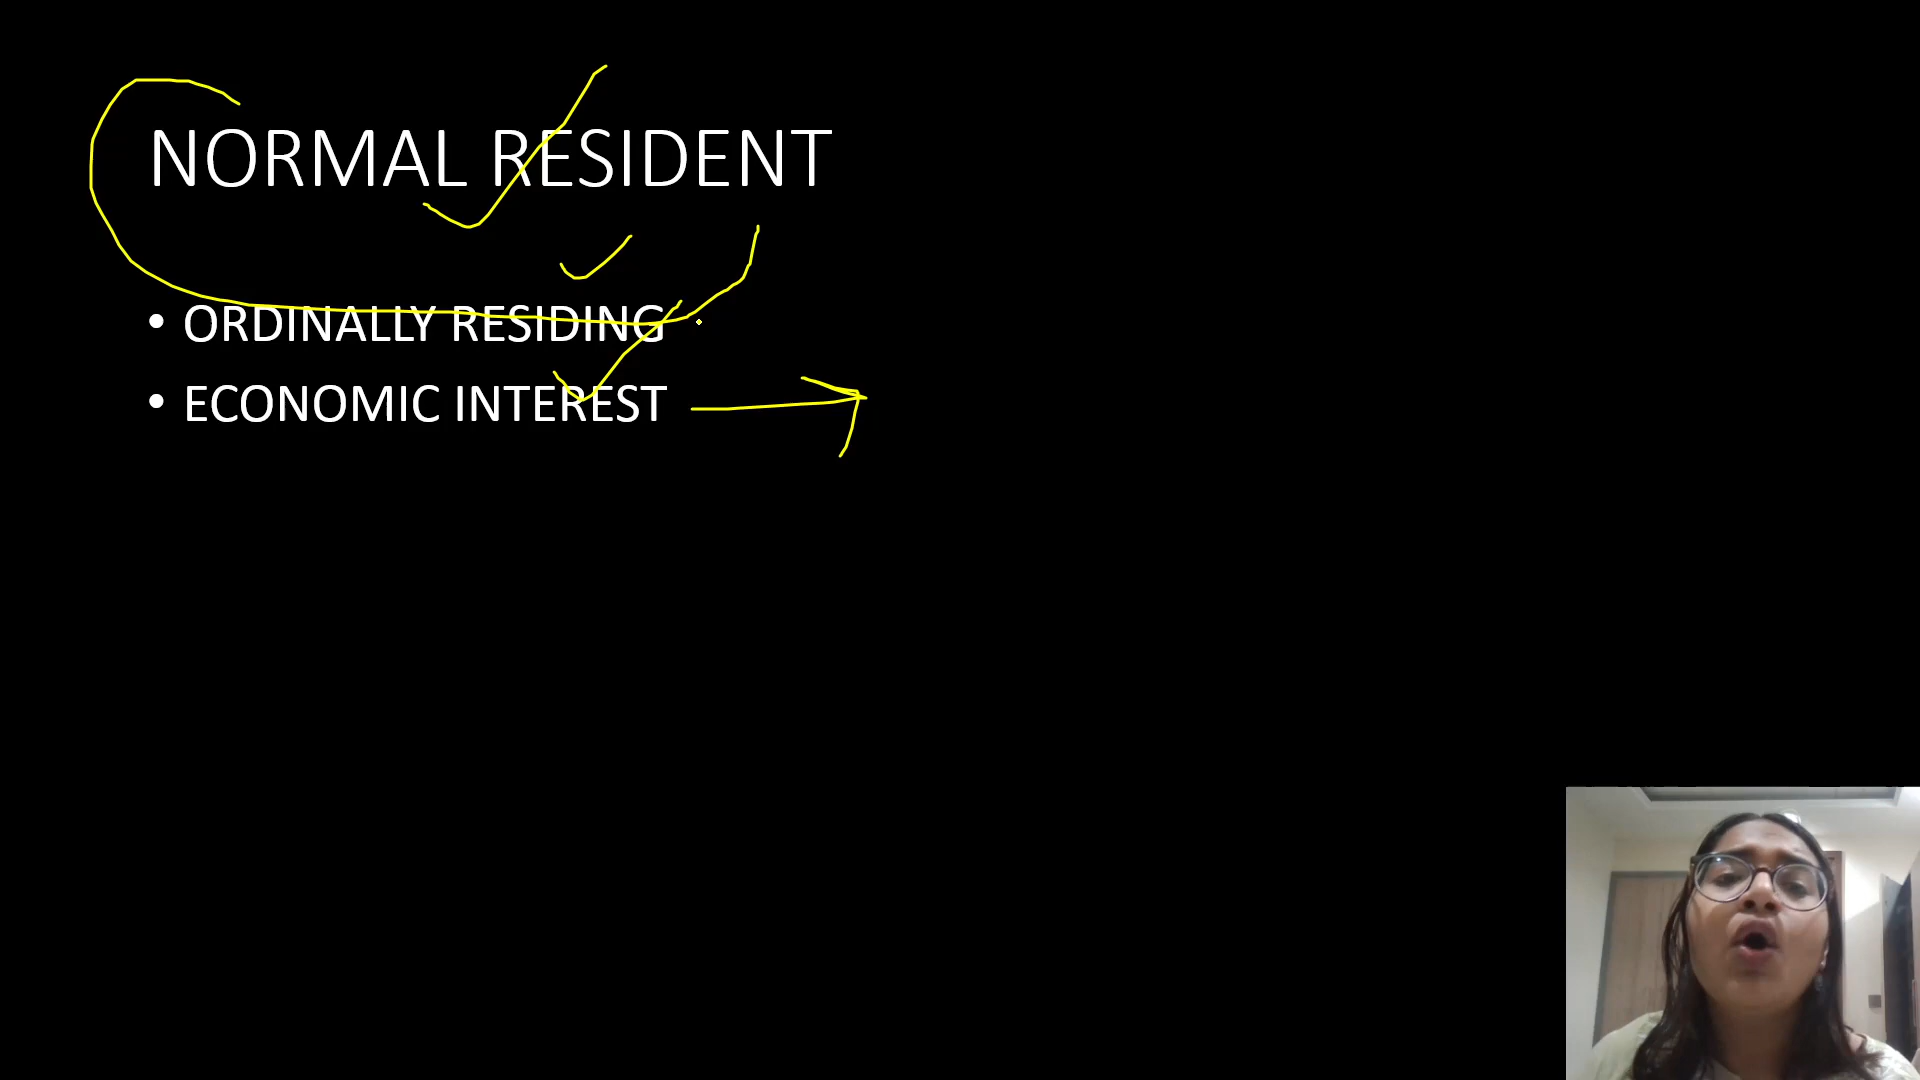 NORMAL RESIDENT
• ORDINALLY RESIDING
• ECONOMIC INTEREST